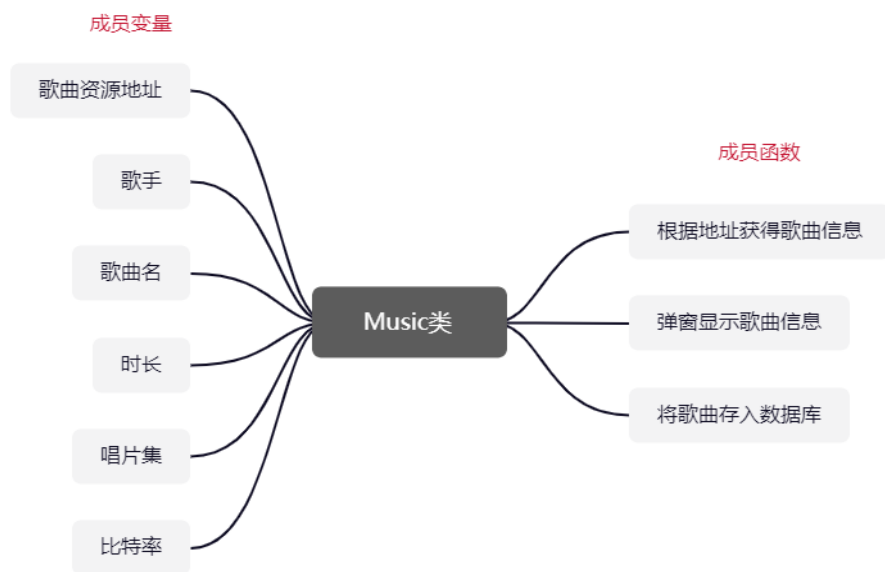 成员变量
歌曲资源地址
歌手
歌曲名
时长
唱片集
比特率
Music类
成员函数
根据地址获得歌曲信息
弹窗显示歌曲信息
将歌曲存入数据库